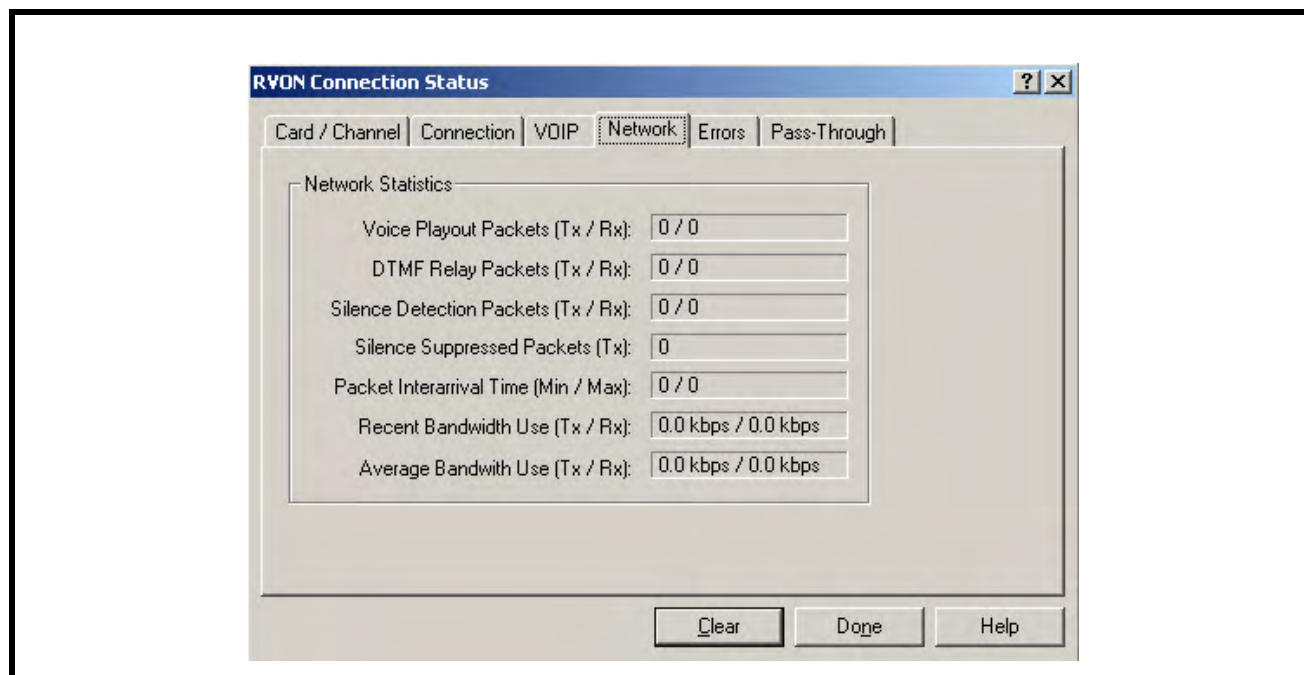 RVON Connection Status
Card / Channel Connection VOIP Network Errors Pass-Through
Network Statistics
Voice Playout Packets (Tx / Rx): 0 / 0
DTMF Relay Packets (Tx / Rx): 0 / 0
Silence Detection Packets (Tx / Rx): 0 / 0
Silence Suppressed Packets (Tx): 0
Packet Interarrival Time (Min / Max): 0 / 0
Recent Bandwidth Use (Tx / Rx): 0.0 kbps / 0.0 kbps
Average Bandwith Use (Tx / Rx): 0.0 kbps / 0.0 kbps
Clear Done Help